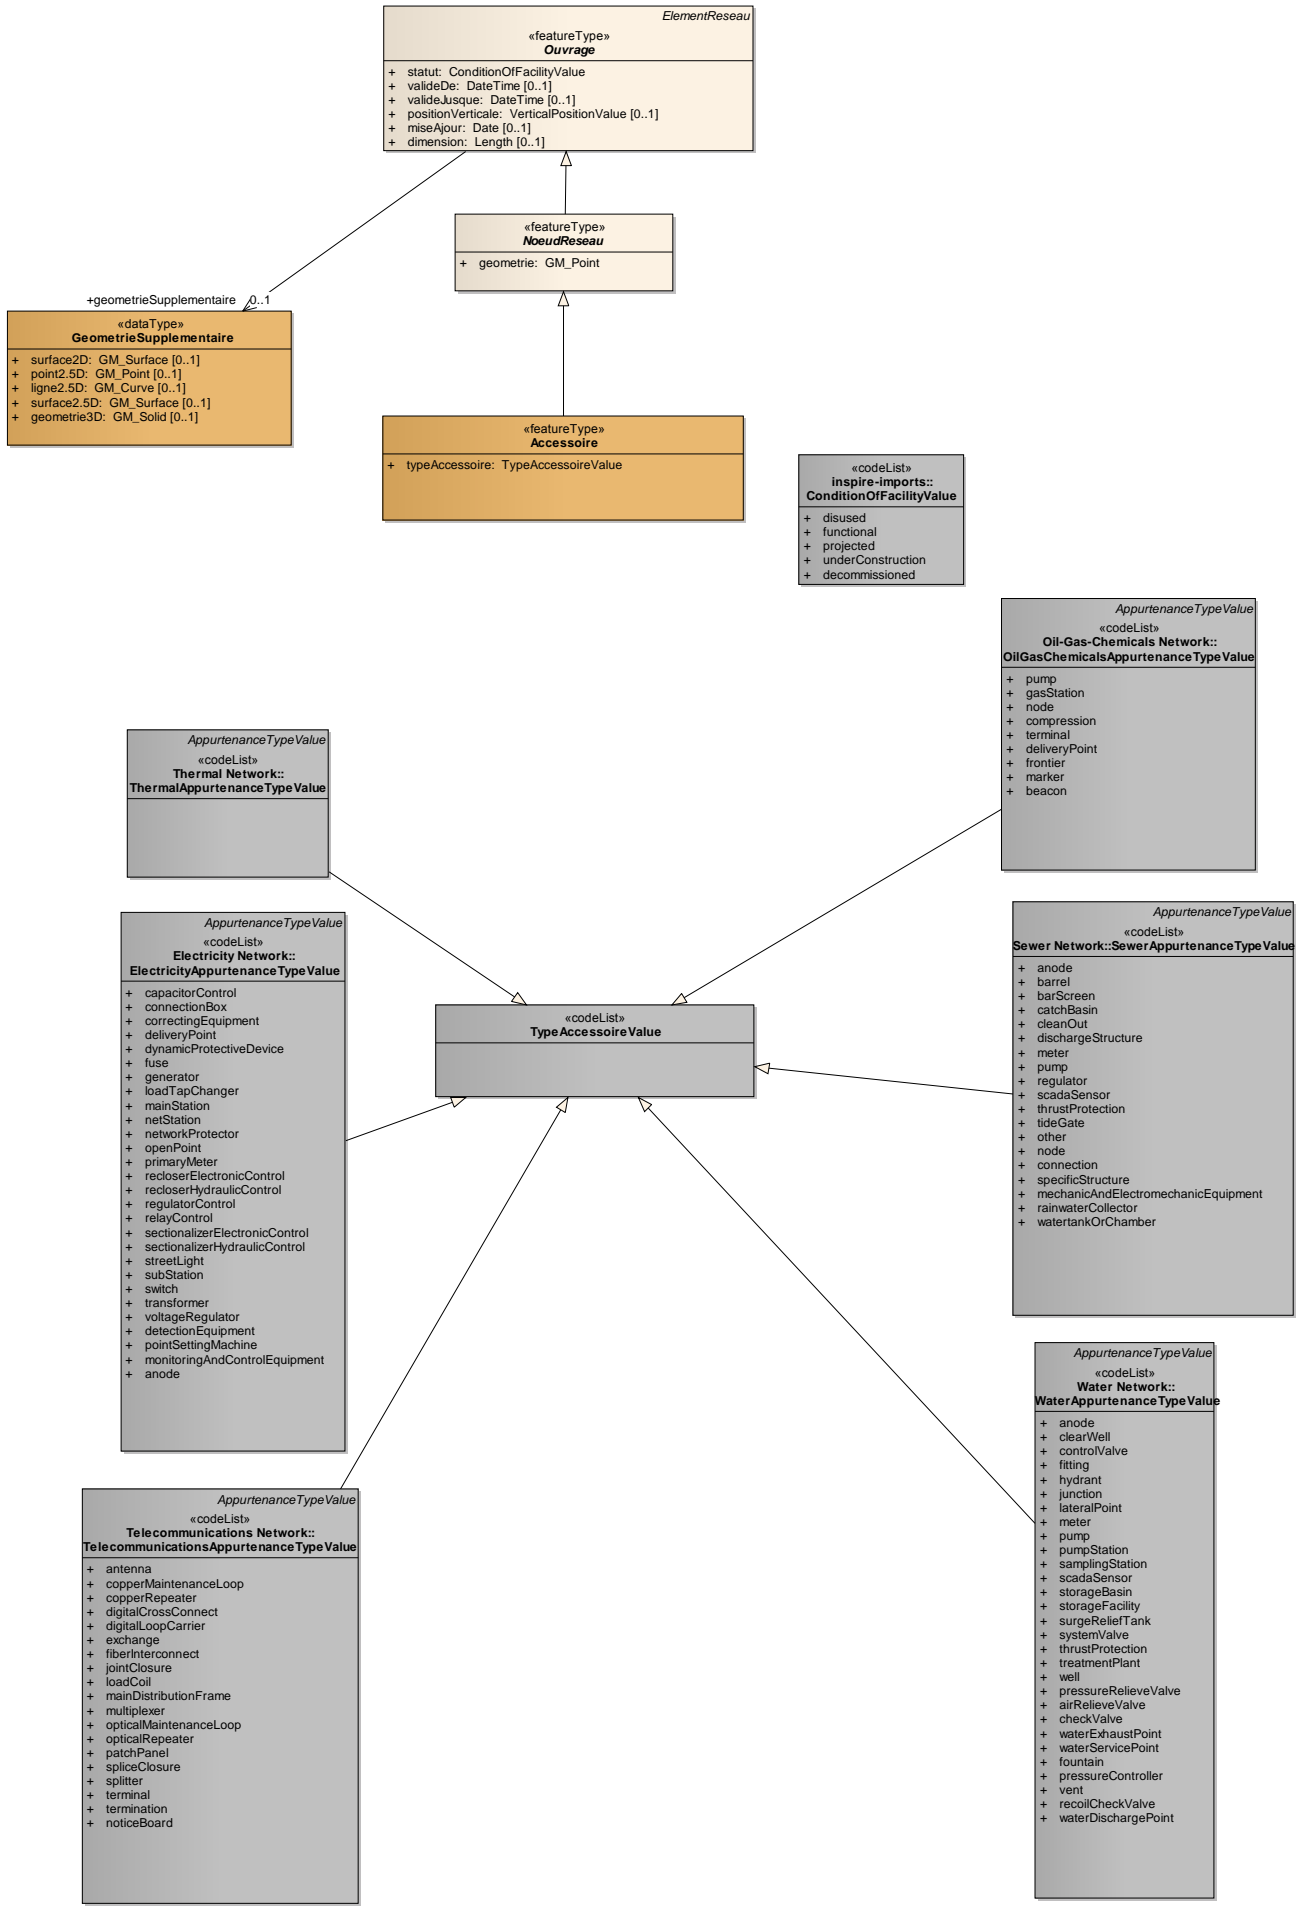 ElementReseau
«featureType»
Ouvrage
+ statut: ConditionOfFacilityValue
+ valideDe: DateTime [0..1]
+ valideJusque: DateTime [0..1]
+ positionVerticale: VerticalPositionValue [0..1]
+ miseAjour: Date [0..1]
+ dimension: Length [0..1]
«featureType»
NoeudReseau
+ geometrie: GM_Point
+geometrieSupplementaire 0..1
«dataType»
GeometrieSupplementaire
+ surface2D: GM_Surface [0..1]
+ point2.5D: GM_Point [0..1]
+ ligne2.5D: GM_Curve [0..1]
+ surface2.5D: GM_Surface [0..1]
+ geometrie3D: GM_Solid [0..1]
«featureType»
Accessoire
+ typeAccessoire: TypeAccessoireValue
«codeList»
inspire-imports::
ConditionOfFacilityValue
+ disused
+ functional
+ projected
+ underConstruction
+ decommissioned
AppurtenanceTypeValue
«codeList»
Oil-Gas-Chemicals Network::
OilGasChemicalsAppurtenanceTypeValue
+ pump
+ gasStation
+ node
+ compression
+ terminal
+ deliveryPoint
+ frontier
+ marker
+ beacon
AppurtenanceTypeValue
«codeList»
Thermal Network::
ThermalAppurtenanceTypeValue
AppurtenanceTypeValue
«codeList»
Electricity Network::
ElectricityAppurtenanceTypeValue
+ capacitorControl
+ connectionBox
+ correctingEquipment
+ deliveryPoint
+ dynamicProtectiveDevice
+ fuse
+ generator
+ loadTapChanger
+ mainStation
+ netStation
+ networkProtector
+ openPoint
+ primaryMeter
+ recloserElectronicControl
+ recloserHydraulicControl
+ regulatorControl
+ relayControl
+ sectionalizerElectronicControl
+ sectionalizerHydraulicControl
+ streetLight
+ subStation
+ switch
+ transformer
+ voltageRegulator
+ detectionEquipment
+ pointSettingMachine
+ monitoringAndControlEquipment
+ anode
«codeList»
TypeAccessoireValue
AppurtenanceTypeValue
«codeList»
Sewer Network::SewerAppurtenanceTypeValue
+ anode
+ barrel
+ barScreen
+ catchBasin
+ cleanOut
+ dischargeStructure
+ meter
+ pump
+ regulator
+ scadaSensor
+ thrustProtection
+ tideGate
+ other
+ node
+ connection
+ specificStructure
+ mechanicAndElectromechanicEquipment
+ rainwaterCollector
+ watertankOrChamber
AppurtenanceTypeValue
«codeList»
Water Network::
WaterAppurtenanceTypeValue
+ anode
+ clearWell
+ controlValve
+ fitting
+ hydrant
+ junction
+ lateralPoint
+ meter
+ pump
+ pumpStation
+ samplingStation
+ scadaSensor
+ storageBasin
+ storageFacility
+ surgeReliefTank
+ systemValve
+ thrustProtection
+ treatmentPlant
+ well
+ pressureRelieveValve
+ airRelieveValve
+ checkValve
+ waterExhaustPoint
+ waterServicePoint
+ fountain
+ pressureController
+ vent
+ recoilCheckValve
+ waterDischargePoint
AppurtenanceTypeValue
«codeList»
Telecommunications Network::
TelecommunicationsAppurtenanceTypeValue
+ antenna
+ copperMaintenanceLoop
+ copperRepeater
+ digitalCrossConnect
+ digitalLoopCarrier
+ exchange
+ fiberInterconnect
+ jointClosure
+ loadCoil
+ mainDistributionFrame
+ multiplexer
+ opticalMaintenanceLoop
+ opticalRepeater
+ patchPanel
+ spliceClosure
+ splitter
+ terminal
+ termination
+ noticeBoard